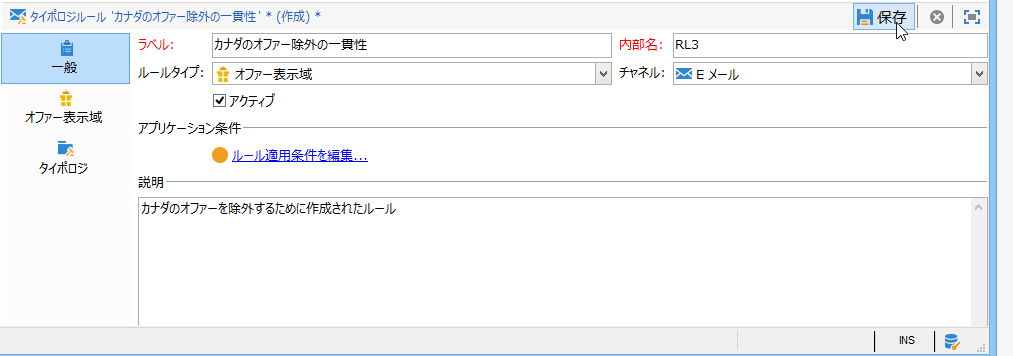 タイポロジルール 'カナダのオファー除外の一貫性' * (作成) *
保存
一般
オファー表示域
タイポロジ
ラベル: カナダのオファー除外の一貫性 内部名: RL3
ルールタイプ: オファー表示域 チャネル: E メール
アクティブ
アプリケーション条件
ルール適用条件を編集...
説明
カナダのオファーを除外するために作成されたルール
INS